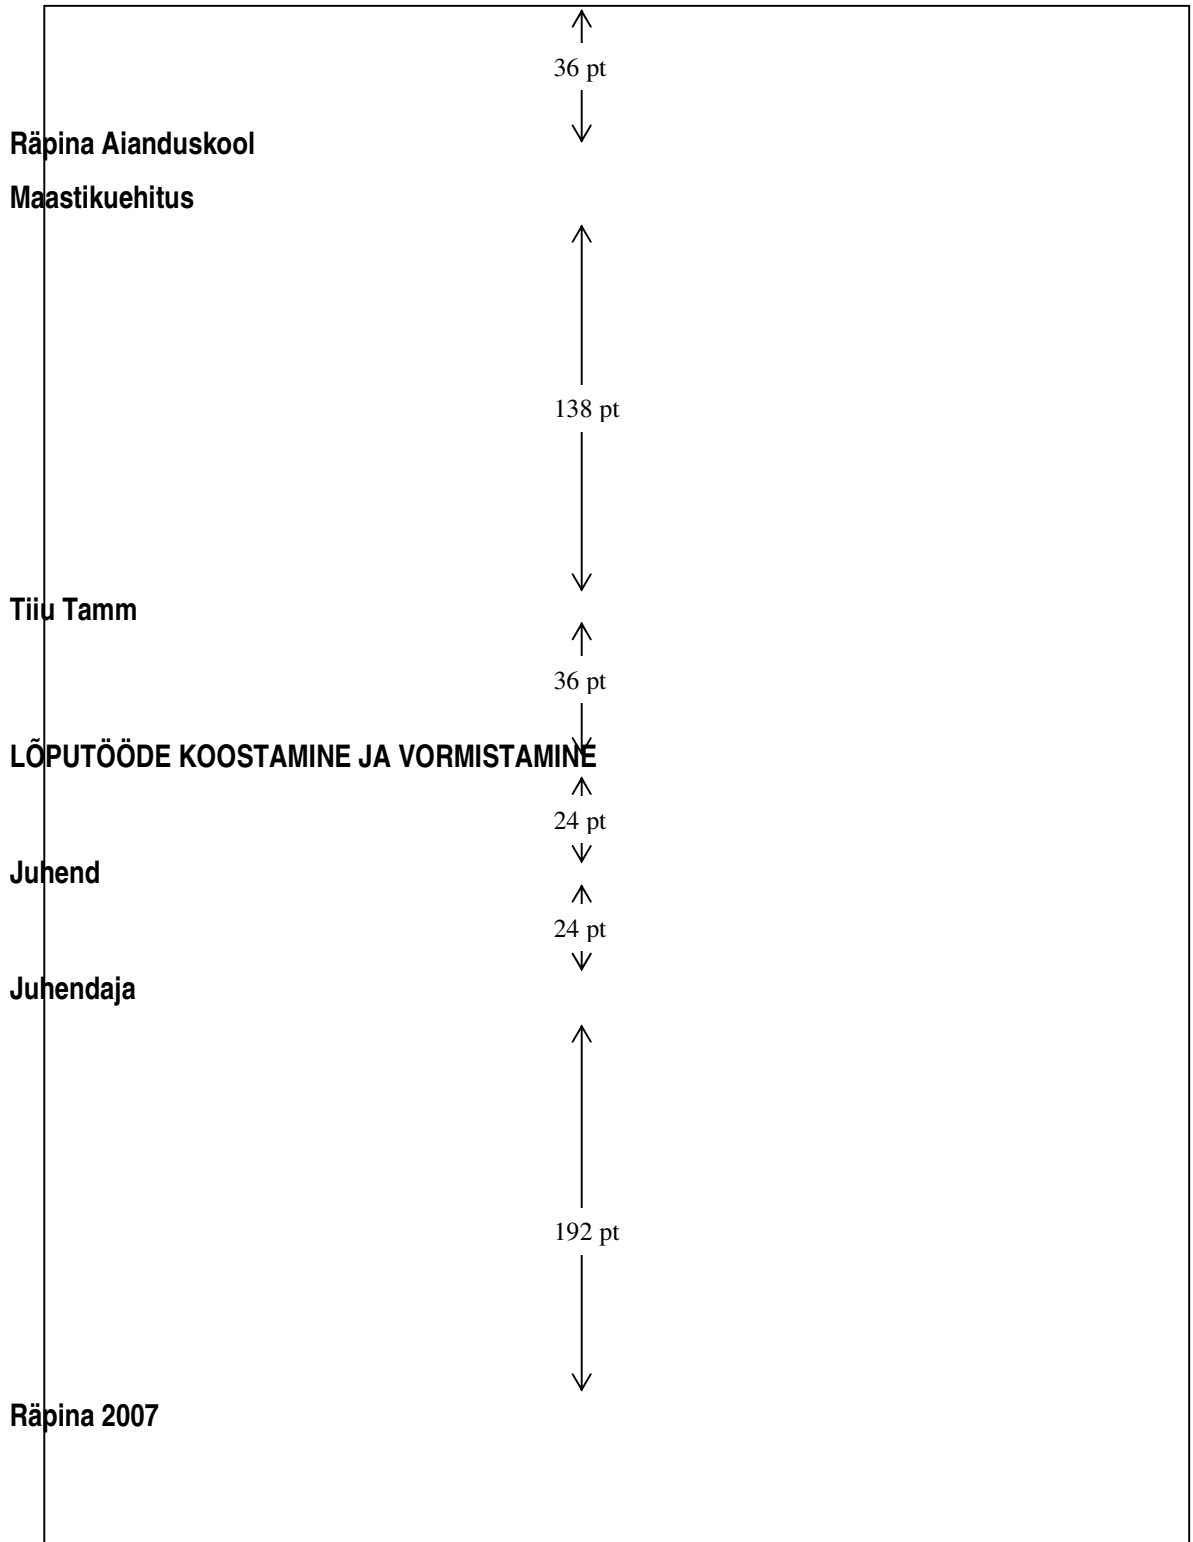 36 pt
Räpina Aianduskool
Maastikuehitus
138 pt
Tiiu Tamm
36 pt
LÕPUTÖÖDE KOOSTAMINE JA VORMISTAMINE
24 pt
Juhend
24 pt
Juhendaja
192 pt
Räpina 2007